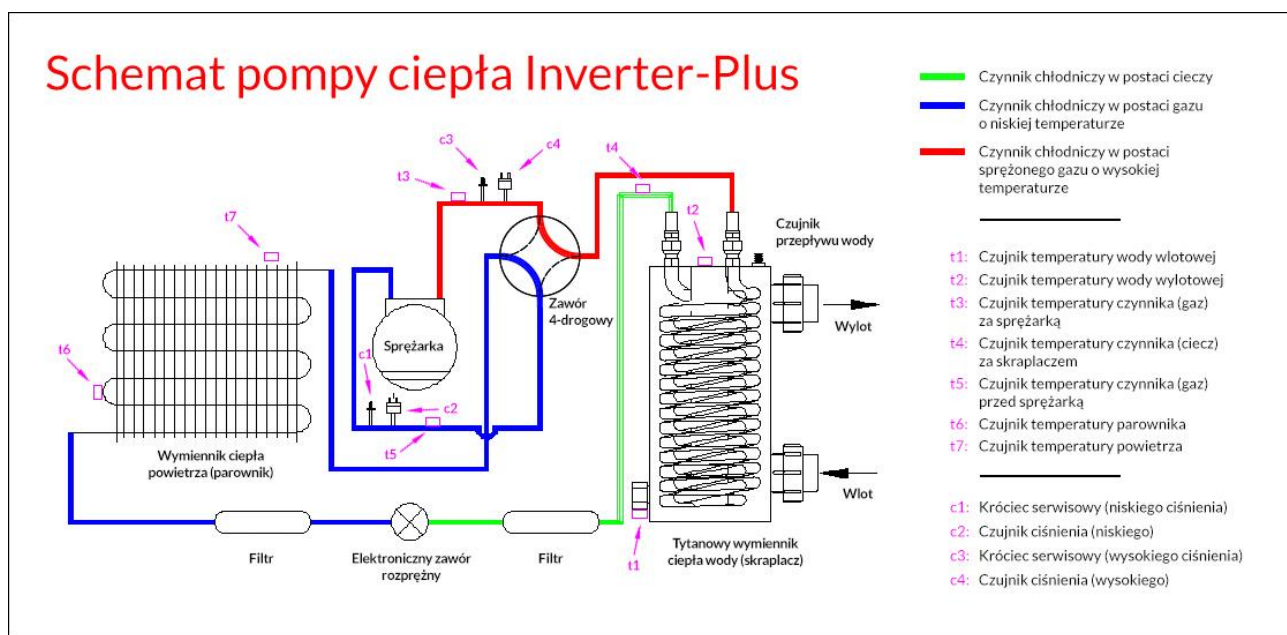 Schemat pompy ciepła Inverter-Plus
Czynnik chłodniczy w postaci cieczy
Czynnik chłodniczy w postaci gazu
o niskiej temperaturze
Czynnik chłodniczy w postaci
sprężonego gazu o wysokiej
temperaturze
t1: Czujnik temperatury wody wlotowej
t2: Czujnik temperatury wody wylotowej
t3: Czujnik temperatury czynnika (gaz)
za sprężarką
t4: Czujnik temperatury czynnika (ciecz)
za skraplaczem
t5: Czujnik temperatury czynnika (gaz)
przed sprężarką
t6: Czujnik temperatury parownika
t7: Czujnik temperatury powietrza
c1: Króciec serwisowy (niskiego ciśnienia)
c2: Czujnik ciśnienia (niskiego)
c3: Króciec serwisowy (wysokiego ciśnienia)
c4: Czujnik ciśnienia (wysokiego)
c3
c4
t4
t3
t2
t7
Czujnik
przepływu wody
Zawór
4-drogowy
Wylot
Sprężarka
c1
t6
c2
t5
Wymiennik ciepła
powietrza (parownik)
Wlot
Filtr
Elektroniczny zawór
rozprężny
Filtr
t1
Tytanowy wymiennik
ciepła wody (skraplacz)